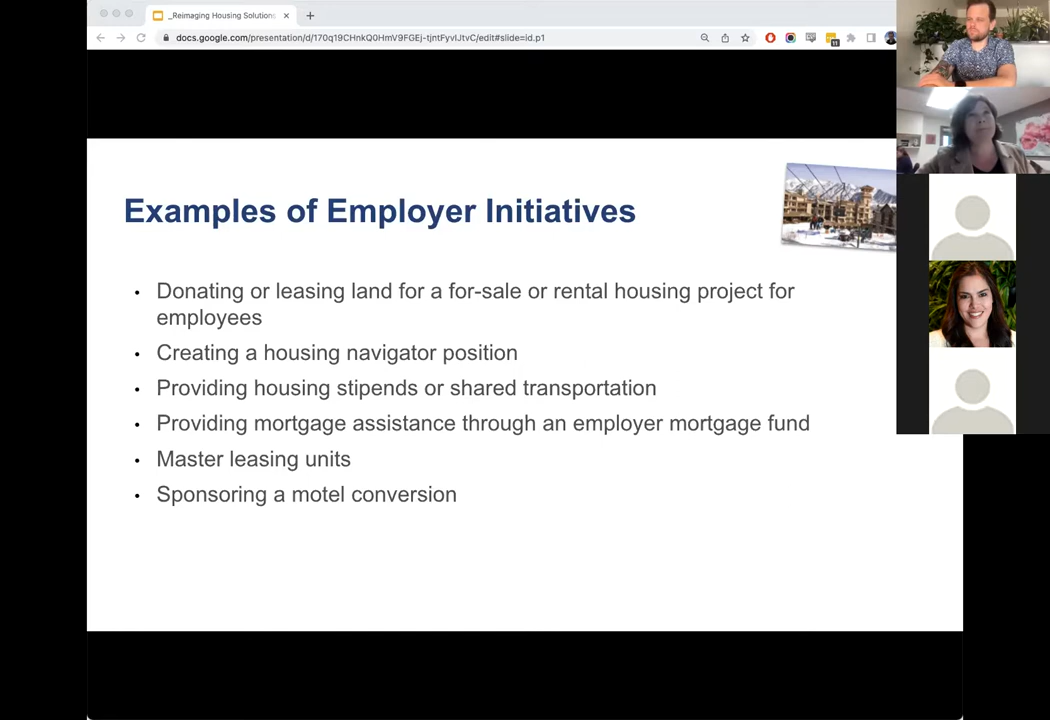 _Reimaging Housing Solutions
docs.google.com/presentation/d/170q19CHnkQ0HmV9FGEj-tjntFyvlJtvC/edit#slide=id.p1
11
Examples of Employer Initiatives
• Donating or leasing land for a for-sale or rental housing project for
employees
• Creating a housing navigator position
• Providing housing stipends or shared transportation
• Providing mortgage assistance through an employer mortgage fund
• Master leasing units
• Sponsoring a motel conversion